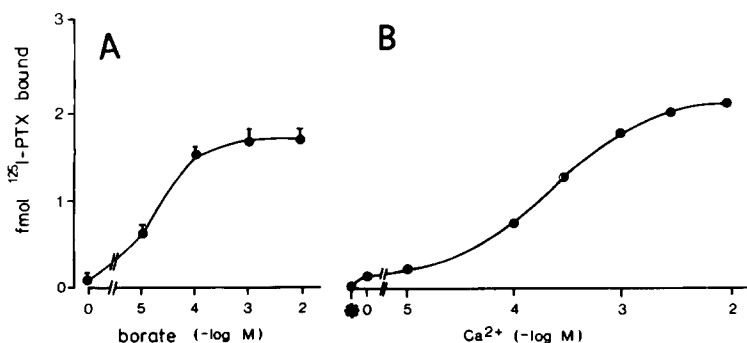 A
B
fmol ¹²⁵I-PTX bound
3
2
1
0
0 5 4 3 2
borate (-log M)
✱ 0 5 4 3 2
Ca²⁺ (-log M)